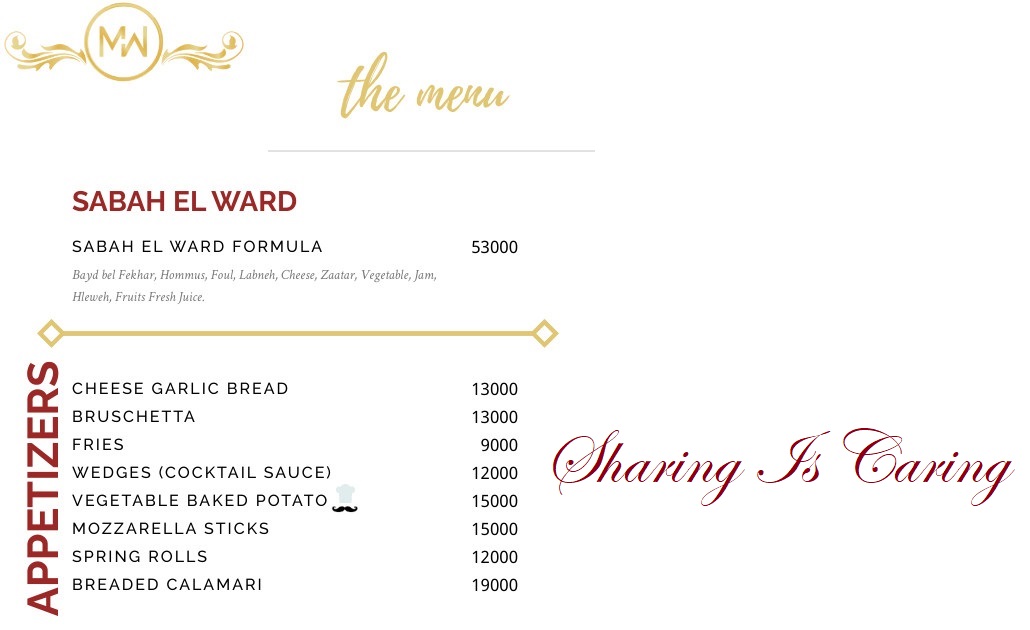 MW
the menu
SABAH EL WARD
SABAH EL WARD FORMULA 53000
Bayd bel Fekhar, Hommus, Foul, Labneh, Cheese, Zaatar, Vegetable, Jam,
Hleweh, Fruits Fresh Juice.
APPETIZERS
CHEESE GARLIC BREAD 13000
BRUSCHETTA 13000
FRIES 9000
WEDGES (COCKTAIL SAUCE) 12000
VEGETABLE BAKED POTATO 15000
MOZZARELLA STICKS 15000
SPRING ROLLS 12000
BREADED CALAMARI 19000
Sharing Is Caring